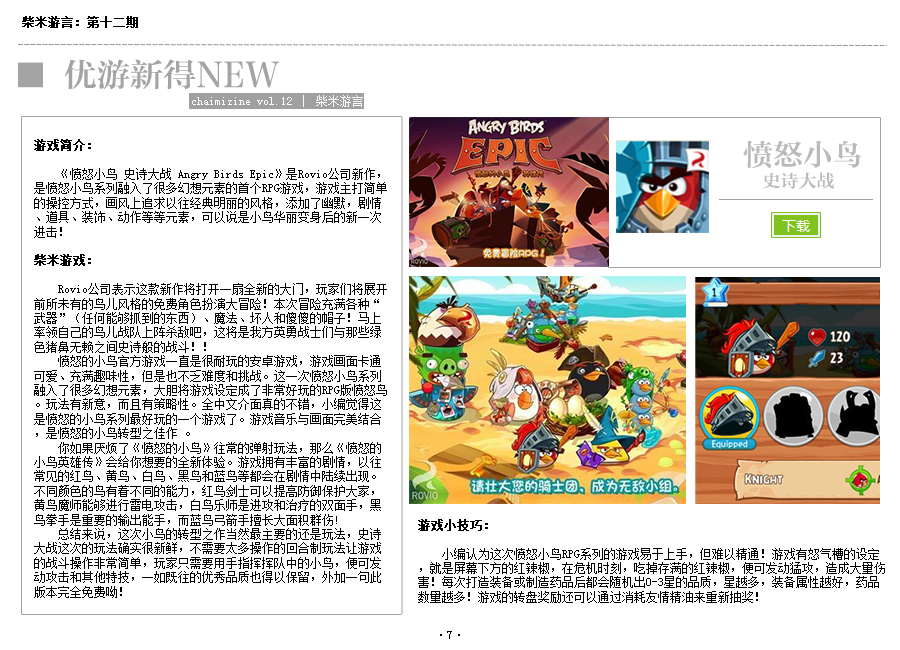 柴米游言：第十二期
优游新得NEW
chaimizine vol.12 | 柴米游言
游戏简介：
《愤怒小鸟 史诗大战 Angry Birds Epic》是Rovio公司新作，
是愤怒小鸟系列融入了很多幻想元素的首个RPG游戏，游戏主打简单
的操控方式，画风上追求以往经典明丽的风格，添加了幽默，剧情
、道具、装饰、动作等等元素，可以说是小鸟华丽变身后的新一次
进击！
柴米游戏：
Rovio公司表示这款新作将打开一扇全新的大门，玩家们将展开
前所未有的鸟儿风格的免费角色扮演大冒险！本次冒险充满各种“
武器”（任何能够抓到的东西）、魔法、坏人和傻傻的帽子！马上
率领自己的鸟儿战队上阵杀敌吧，这将是我方英勇战士们与那些绿
色猪鼻无赖之间史诗般的战斗！！
愤怒的小鸟官方游戏一直是很耐玩的安卓游戏，游戏画面卡通
可爱、充满趣味性，但是也不乏难度和挑战。这一次愤怒小鸟系列
融入了很多幻想元素，大胆将游戏设定成了非常好玩的RPG版愤怒鸟
。玩法有新意，而且有策略性。全中文介面真的不错，小编觉得这
是愤怒的小鸟系列最好玩的一个游戏了。游戏音乐与画面完美结合
，是愤怒的小鸟转型之佳作 。
你如果厌烦了《愤怒的小鸟》往常的弹射玩法，那么《愤怒的
小鸟英雄传》会给你想要的全新体验。游戏拥有丰富的剧情，以往
常见的红鸟、黄鸟、白鸟、黑鸟和蓝鸟等都会在剧情中陆续出现。
不同颜色的鸟有着不同的能力，红鸟剑士可以提高防御保护大家，
黄鸟魔师能够进行雷电攻击，白鸟乐师是进攻和治疗的双面手，黑
鸟拳手是重要的输出能手，而蓝鸟弓箭手擅长大面积群伤！
总结来说，这次小鸟的转型之作当然最主要的还是玩法，史诗
大战这次的玩法确实很新鲜，不需要太多操作的回合制玩法让游戏
的战斗操作非常简单，玩家只需要用手指挥挥队中的小鸟，便可发
动攻击和其他特技，一如既往的优秀品质也得以保留，外加一句此
版本完全免费呦！
ANGRY BIRDS
EPIC
免费冒险RPG！
ROVIO
愤怒小鸟
史诗大战
下载
请壮大您的骑士团、成为无敌小组。
ROVIO
1
120
23
Equipped
KNIGHT
游戏小技巧：
小编认为这次愤怒小鸟RPG系列的游戏易于上手，但难以精通！游戏有怒气槽的设定
，就是屏幕下方的红辣椒，在危机时刻，吃掉存满的红辣椒，便可发动猛攻，造成大量伤
害！每次打造装备或制造药品后都会随机出0-3星的品质，星越多，装备属性越好，药品
数量越多！游戏的转盘奖励还可以通过消耗友情精油来重新抽奖！
· 7 ·